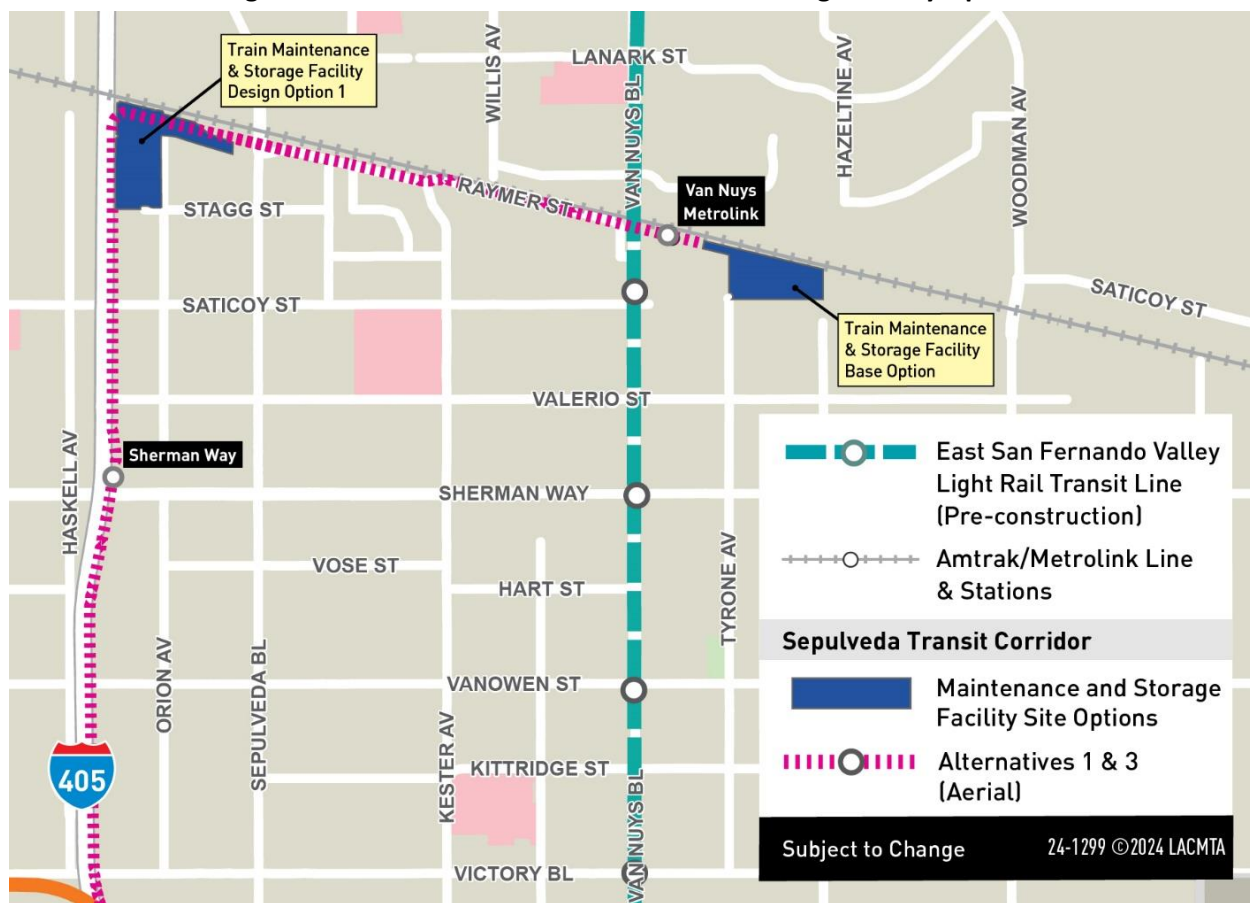 Train Maintenance
& Storage Facility
Design Option 1
WILLIS AV
LANARK ST
VAN NUYS BL
HAZELTINE AV
WOODMAN AV
STAGG ST
RAYMER ST
Van Nuys
Metrolink
SATICOY ST
SATICOY ST
Train Maintenance
& Storage Facility
Base Option
VALERIO ST
HASKELL AV
Sherman Way
SHERMAN WAY
VOSE ST
HART ST
TYRONE AV
ORION AV
SEPULVEDA BL
KESTER AV
VANOWEN ST
405
KITTRIDGE ST
VAN NUYS BL
VICTORY BL
East San Fernando Valley
Light Rail Transit Line
(Pre-construction)
Amtrak/Metrolink Line
& Stations
Sepulveda Transit Corridor
Maintenance and Storage
Facility Site Options
Alternatives 1 & 3
(Aerial)
Subject to Change
24-1299 ©2024 LACMTA